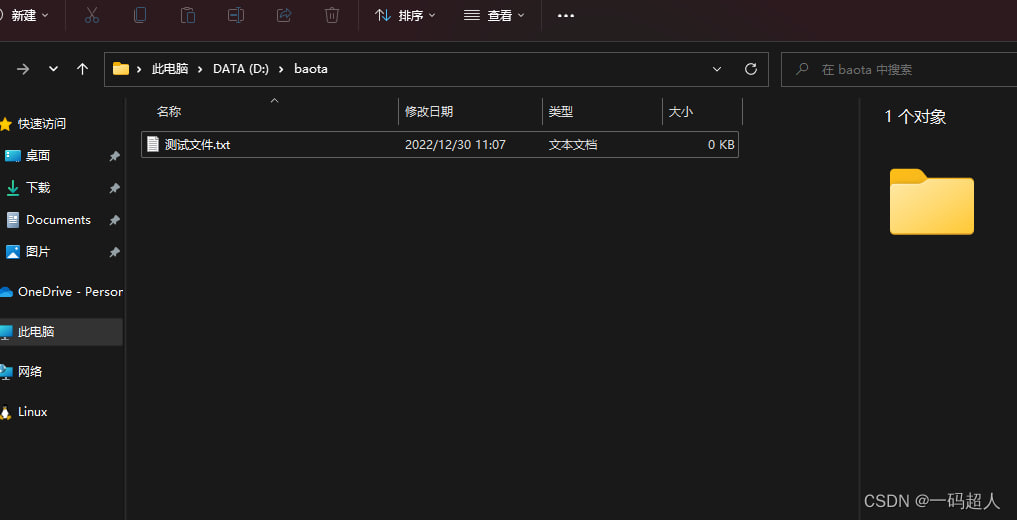 新建 排序 查看
此电脑 DATA (D:) baota 在 baota 中搜索
名称 修改日期 类型 大小
测试文件.txt 2022/12/30 11:07 文本文档 0 KB
快速访问
桌面
下载
Documents
图片
OneDrive - Person
此电脑
网络
Linux
1 个对象
CSDN @一码超人